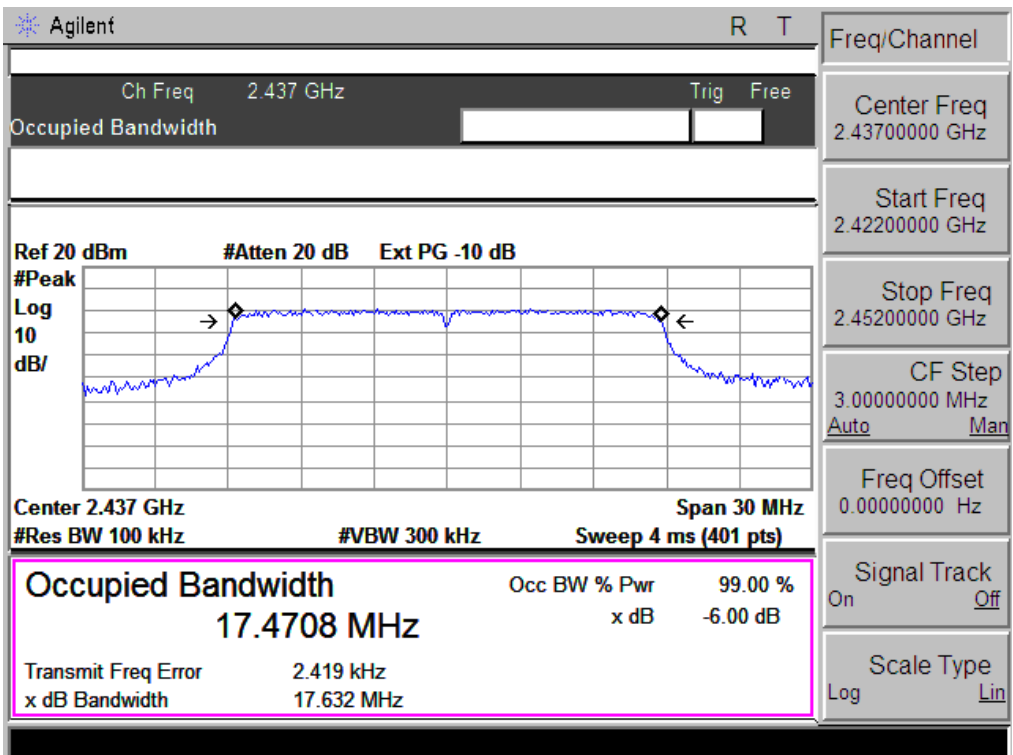 Agilent R T
Ch Freq 2.437 GHz Trig Free
Occupied Bandwidth
Ref 20 dBm #Atten 20 dB Ext PG -10 dB
#Peak
Log
10
dB/
Center 2.437 GHz Span 30 MHz
#Res BW 100 kHz #VBW 300 kHz Sweep 4 ms (401 pts)
Occupied Bandwidth Occ BW % Pwr 99.00 %
17.4708 MHz x dB -6.00 dB
Transmit Freq Error 2.419 kHz
x dB Bandwidth 17.632 MHz
Freq/Channel
Center Freq
2.43700000 GHz
Start Freq
2.42200000 GHz
Stop Freq
2.45200000 GHz
CF Step
3.00000000 MHz
Auto Man
Freq Offset
0.00000000 Hz
Signal Track
On Off
Scale Type
Log Lin